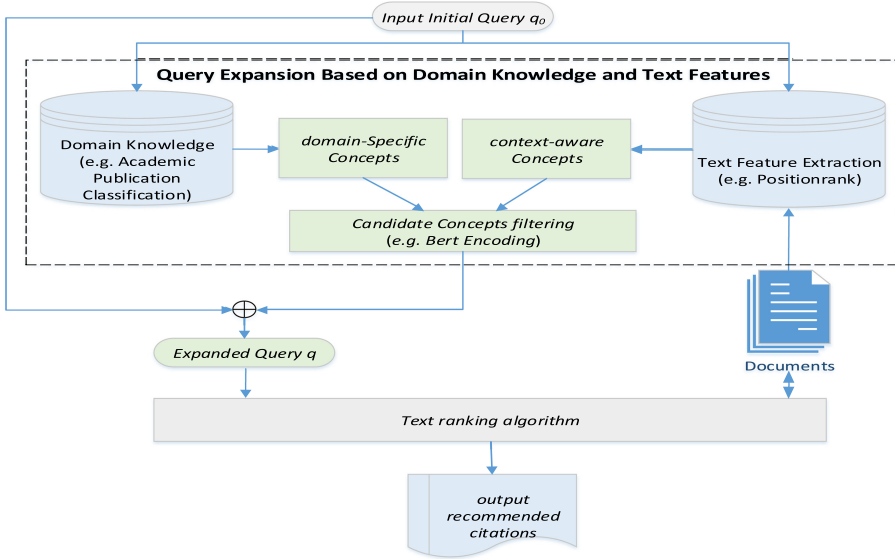 Input Initial Query q₀
Query Expansion Based on Domain Knowledge and Text Features
Domain Knowledge
(e.g. Academic
Publication
Classification)
domain-Specific
Concepts
context-aware
Concepts
Text Feature Extraction
(e.g. Positionrank)
Candidate Concepts filtering
(e.g. Bert Encoding)
Expanded Query q
Documents
Text ranking algorithm
output
recommended
citations